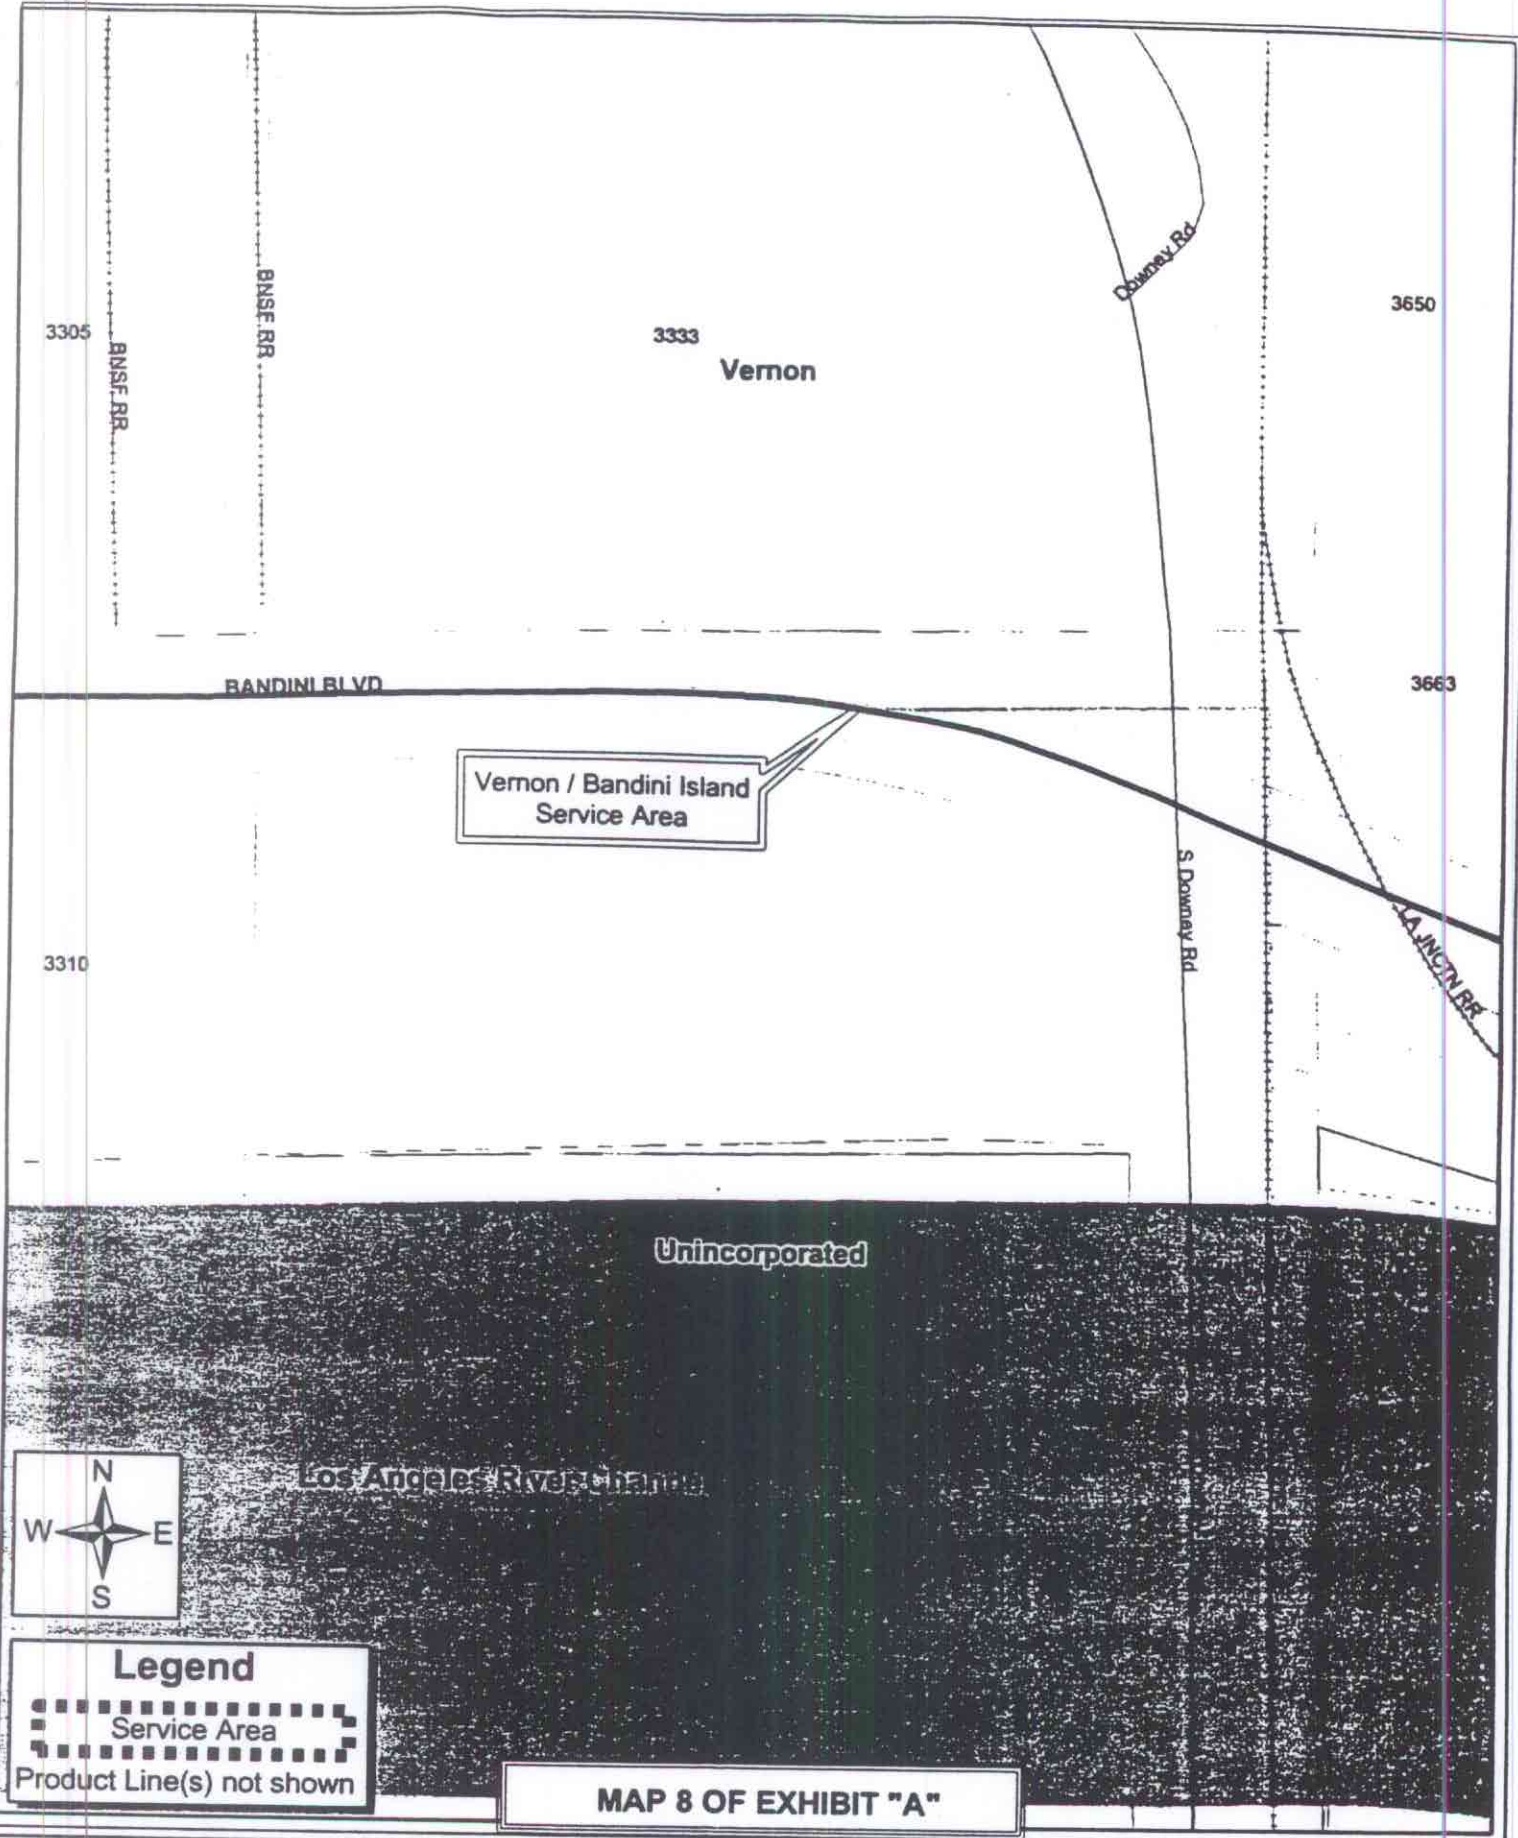 Downey Rd
BNSF RR
3305
BNSF RR
3333
Vernon
3650
BANDINI BLVD
3663
Vernon / Bandini Island
Service Area
S Downey Rd
LA JNCTN RR
3310
Unincorporated
Los Angeles River Channel
N
W
E
S
Legend
Service Area
Product Line(s) not shown
MAP 8 OF EXHIBIT "A"